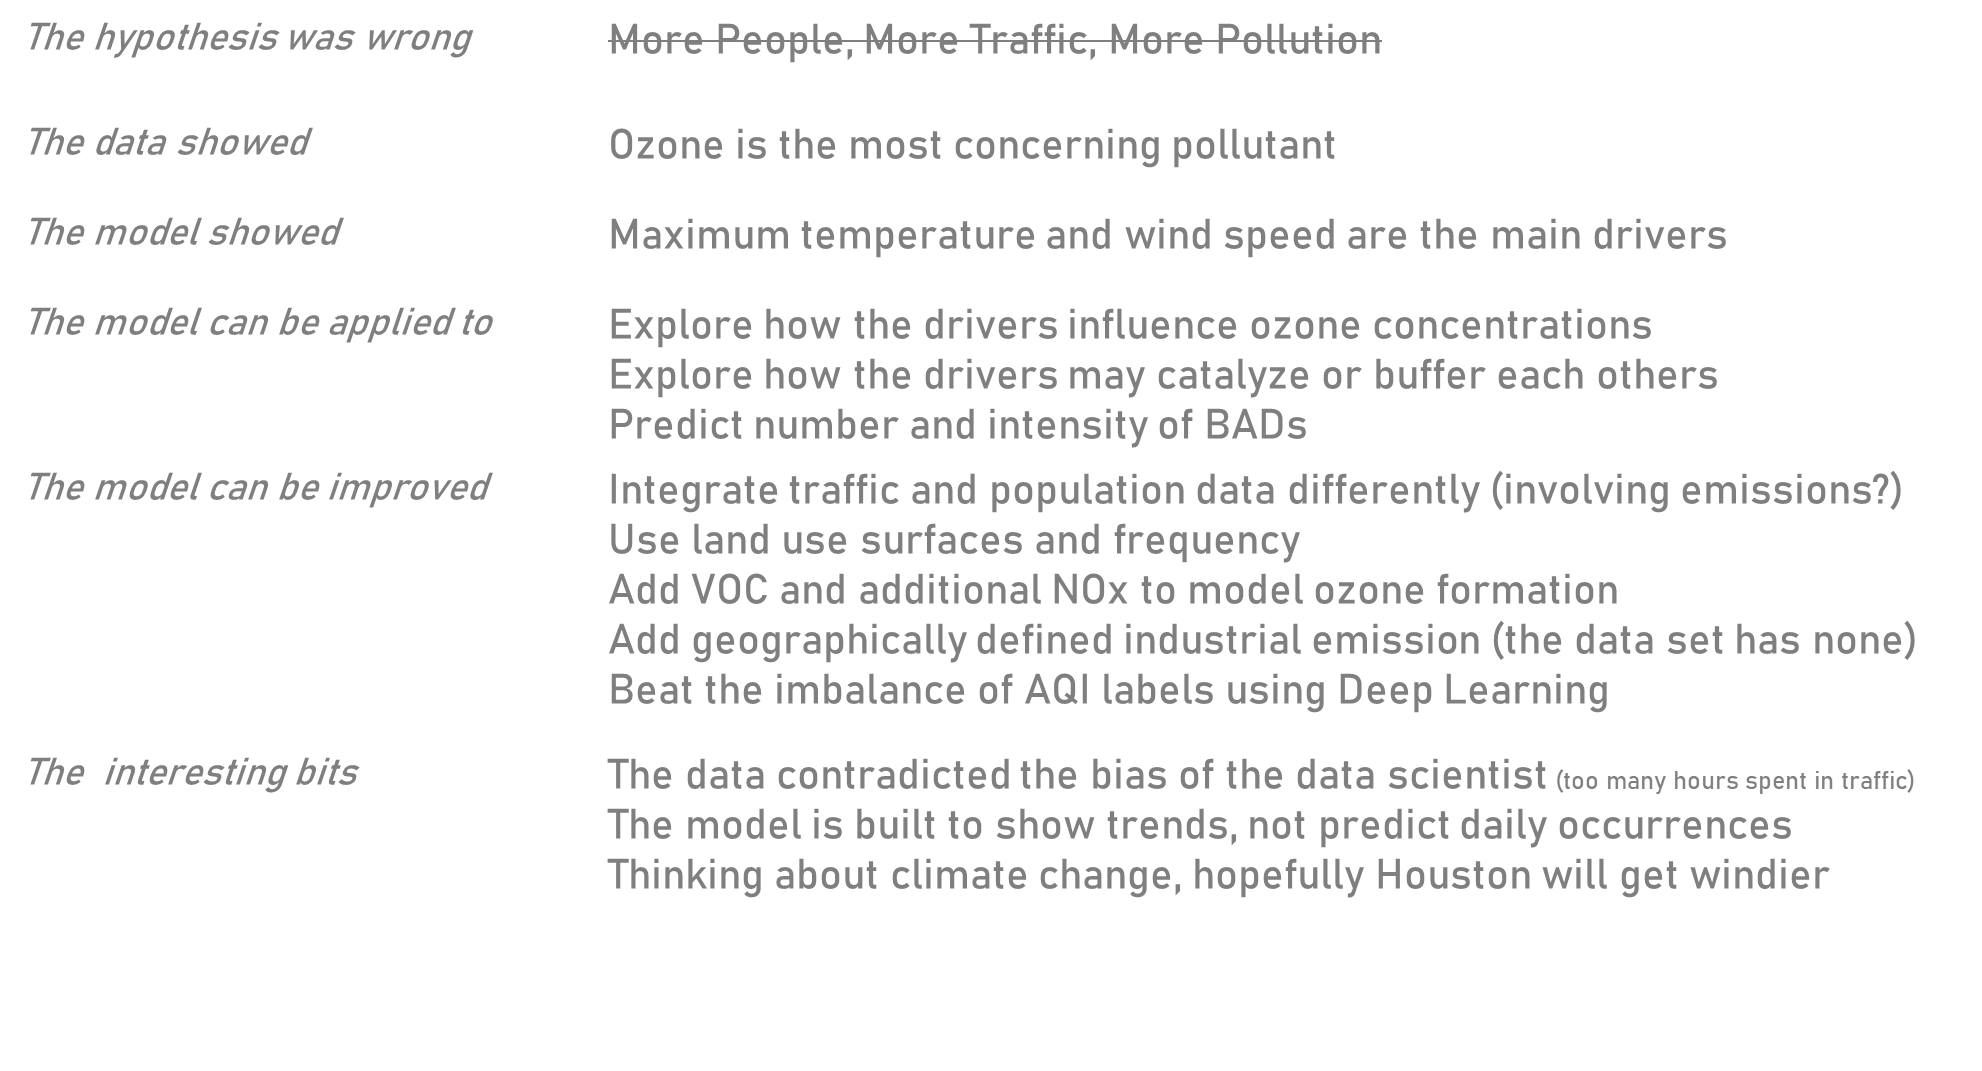 The hypothesis was wrong More People, More Traffic, More Pollution
The data showed Ozone is the most concerning pollutant
The model showed Maximum temperature and wind speed are the main drivers
The model can be applied to Explore how the drivers influence ozone concentrations
Explore how the drivers may catalyze or buffer each others
Predict number and intensity of BADs
The model can be improved Integrate traffic and population data differently (involving emissions?)
Use land use surfaces and frequency
Add VOC and additional NOx to model ozone formation
Add geographically defined industrial emission (the data set has none)
Beat the imbalance of AQI labels using Deep Learning
The interesting bits The data contradicted the bias of the data scientist (too many hours spent in traffic)
The model is built to show trends, not predict daily occurrences
Thinking about climate change, hopefully Houston will get windier